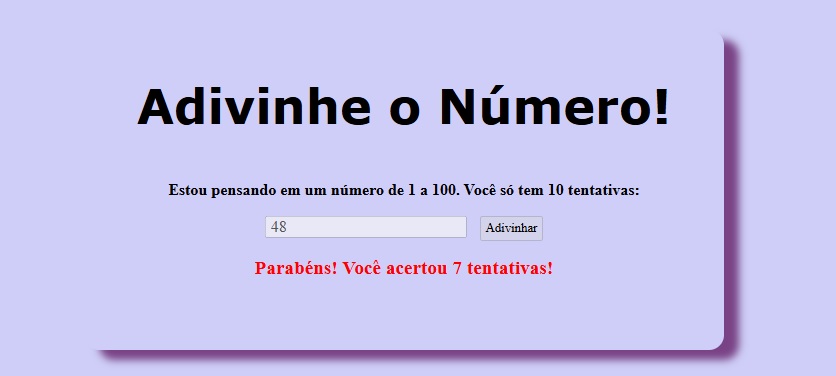 Adivinhe o Número!
Estou pensando em um número de 1 a 100. Você só tem 10 tentativas:
48 Adivinhar
Parabéns! Você acertou 7 tentativas!